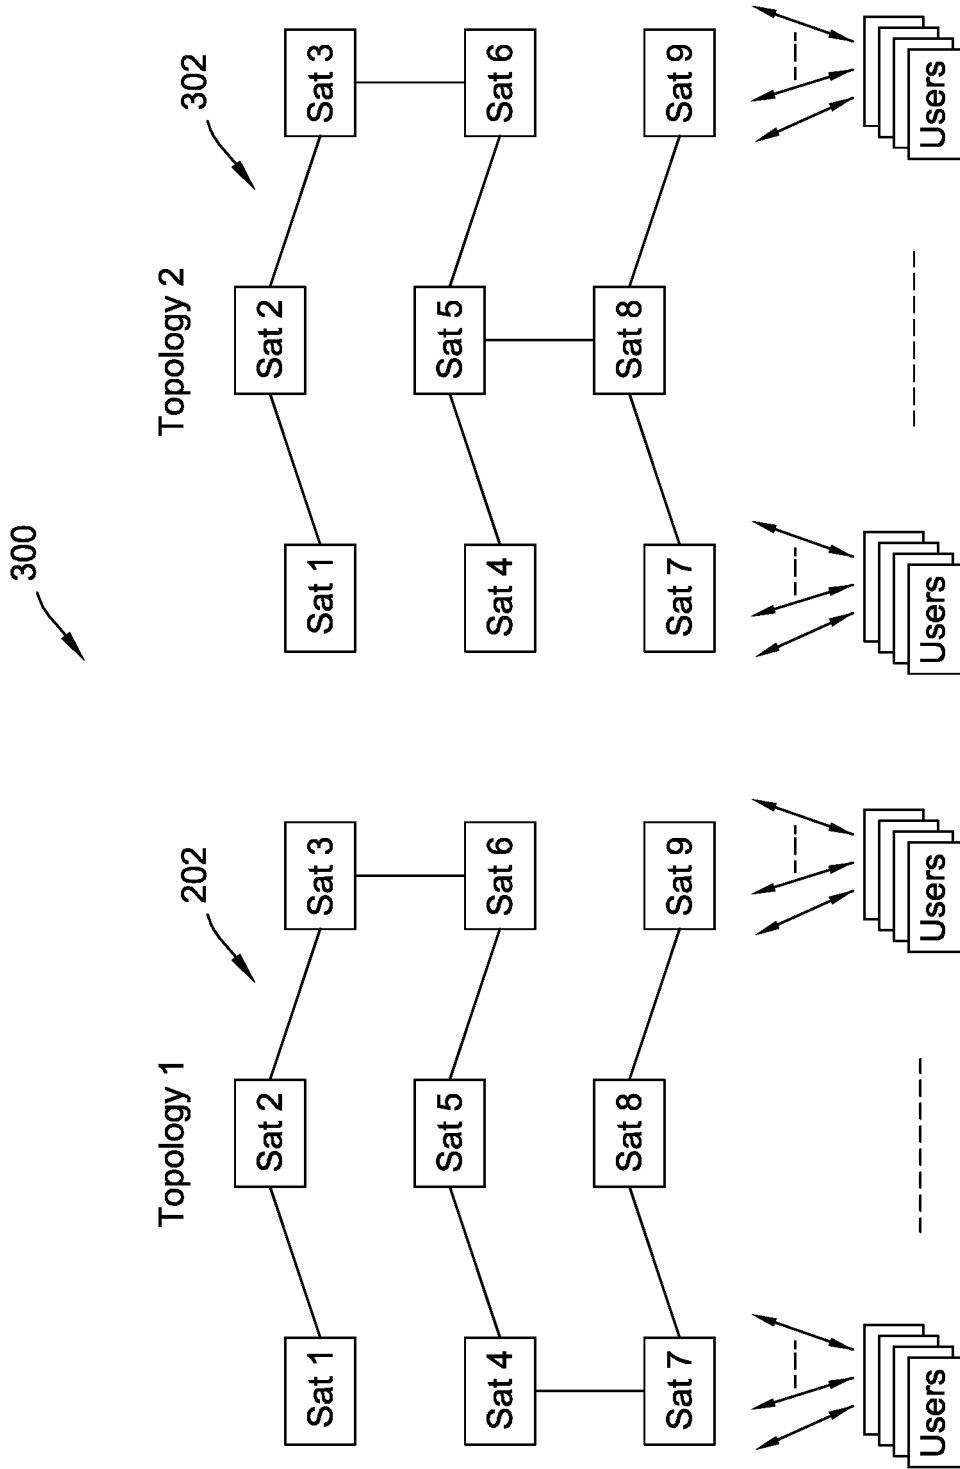 300
Topology 1
202
Sat 1
Sat 2
Sat 3
Sat 4
Sat 5
Sat 6
Sat 7
Sat 8
Sat 9
Users
Users
Topology 2
302
Sat 1
Sat 2
Sat 3
Sat 4
Sat 5
Sat 6
Sat 7
Sat 8
Sat 9
Users
Users